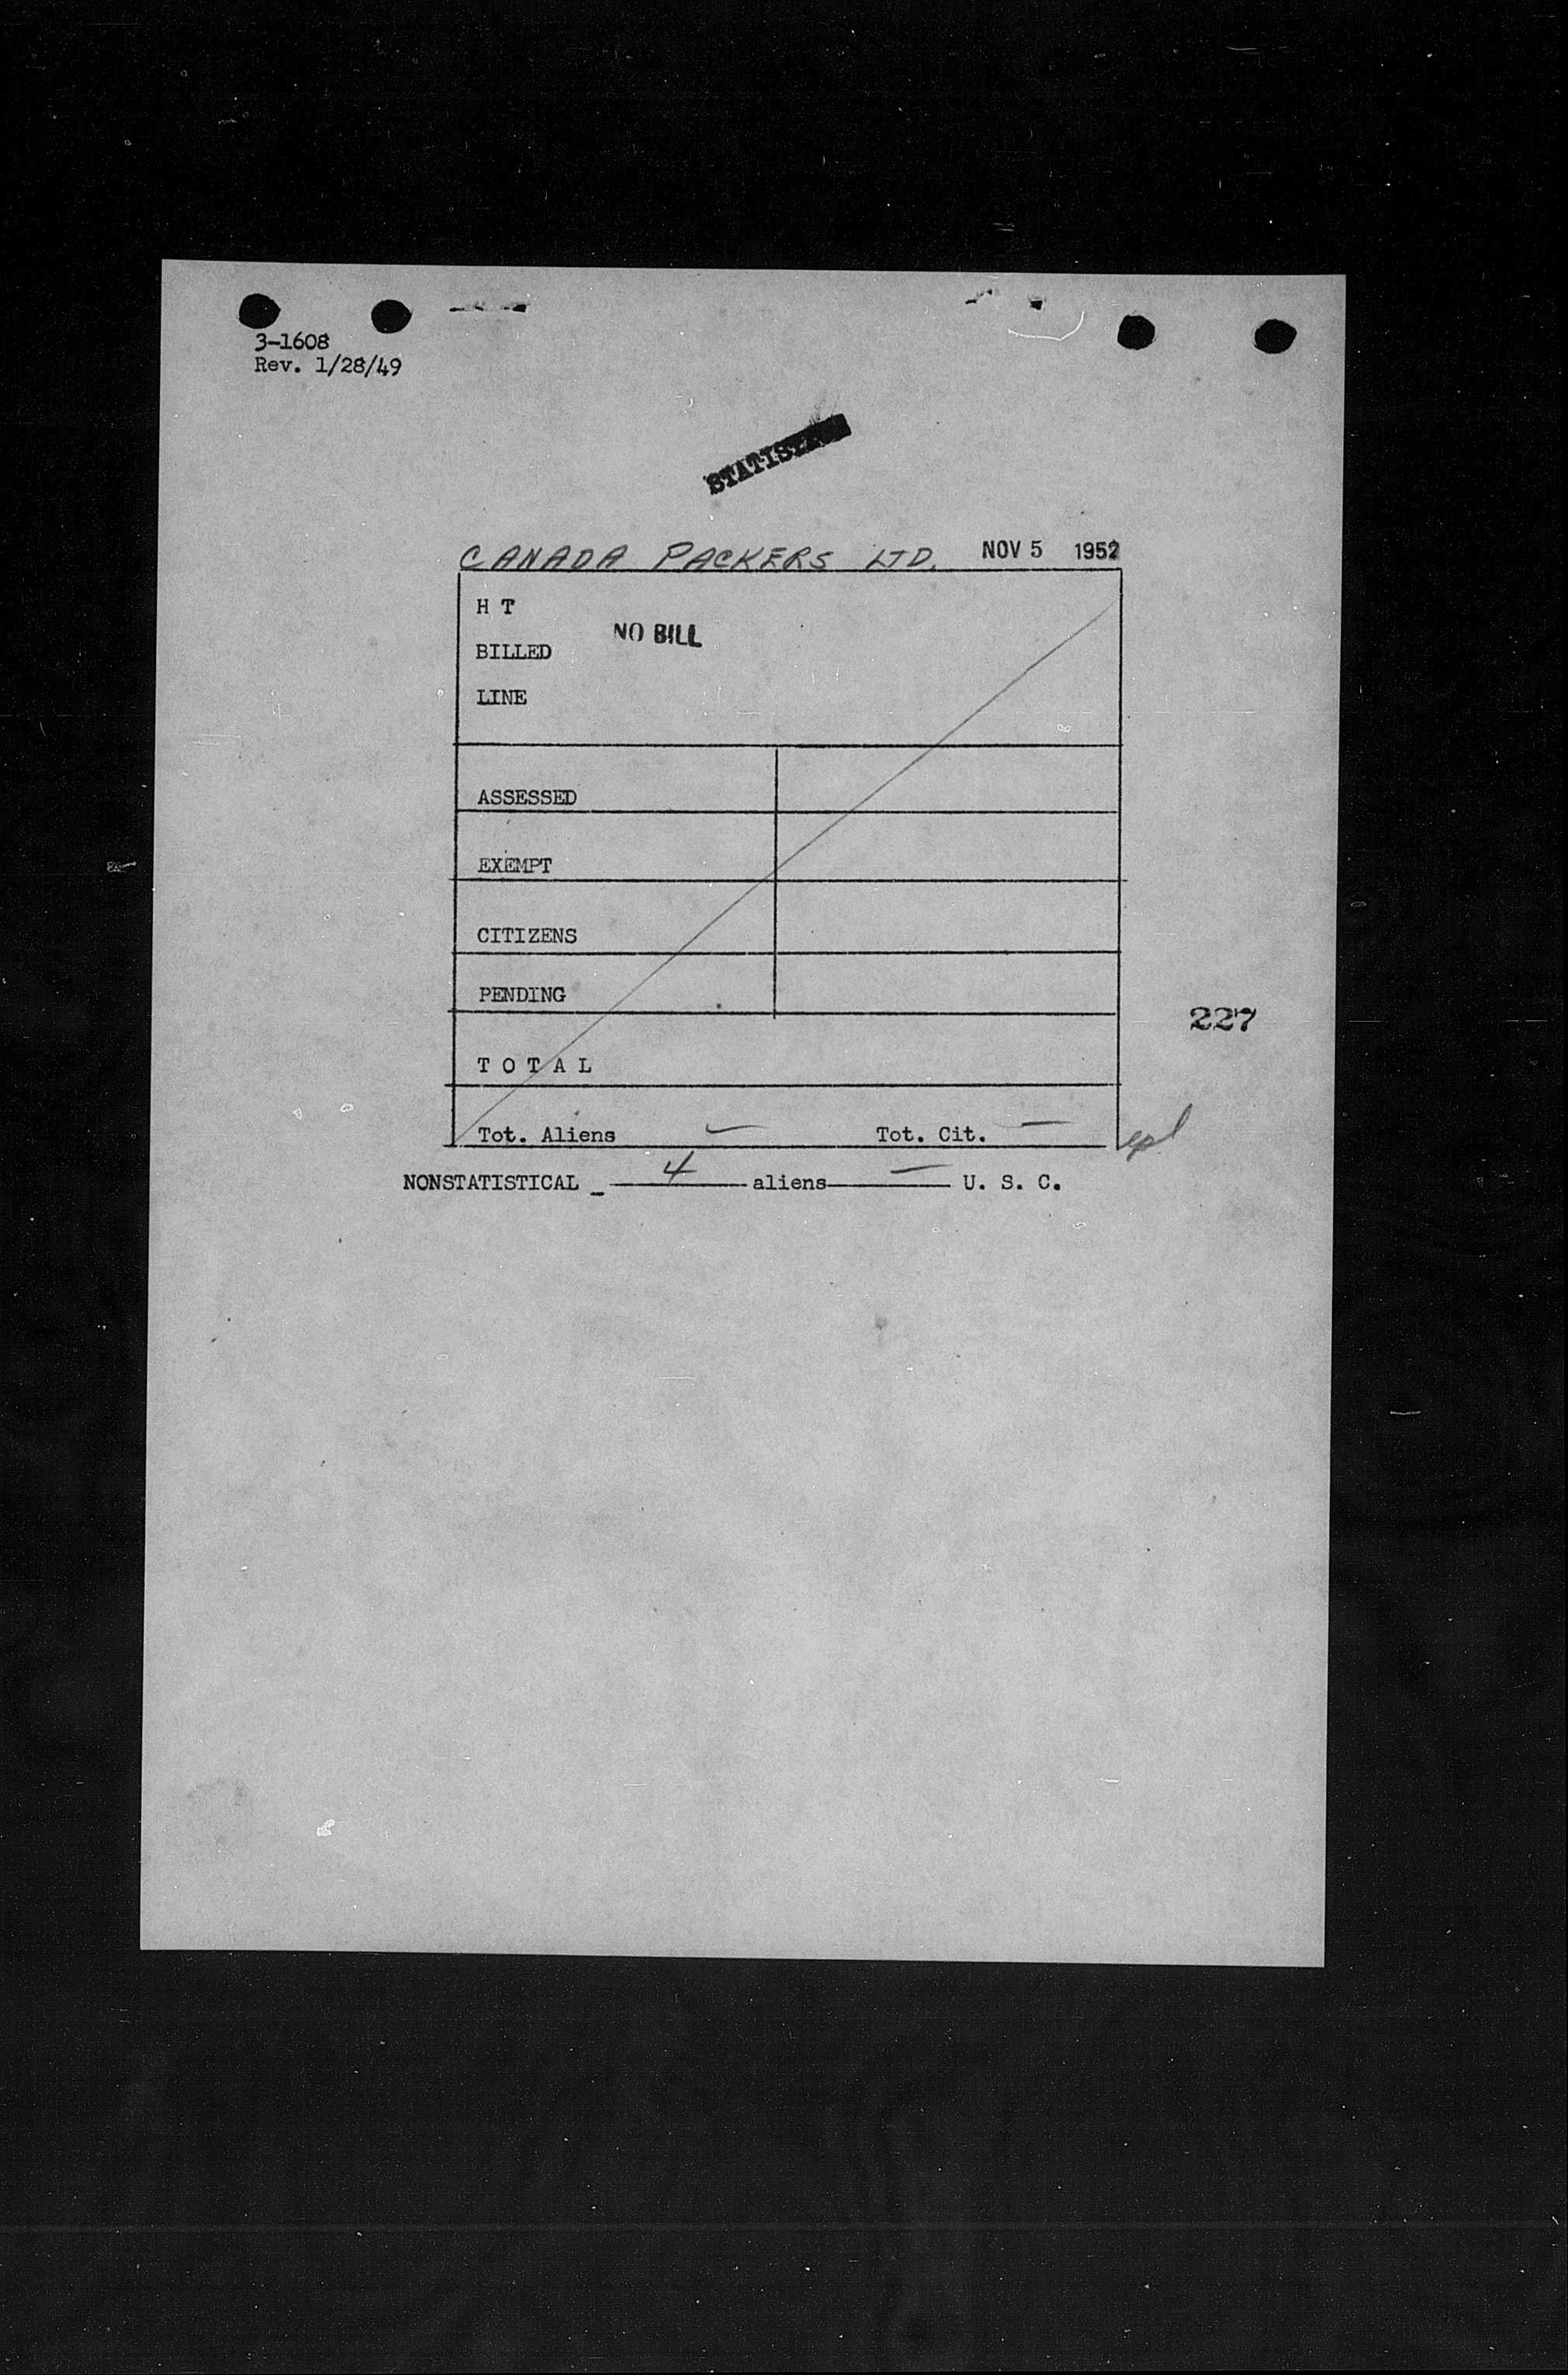 3-1608
Rev. 1/28/49
CANADA PACKERS LTD. NOV 5 1952
H T
NO BILL
BILLED
LINE
ASSESSED
EXEMPT
CITIZENS
PENDING
227
T O T A L
Tot. Aliens — Tot. Cit. —
NONSTATISTICAL _ 4 aliens — U. S. C.